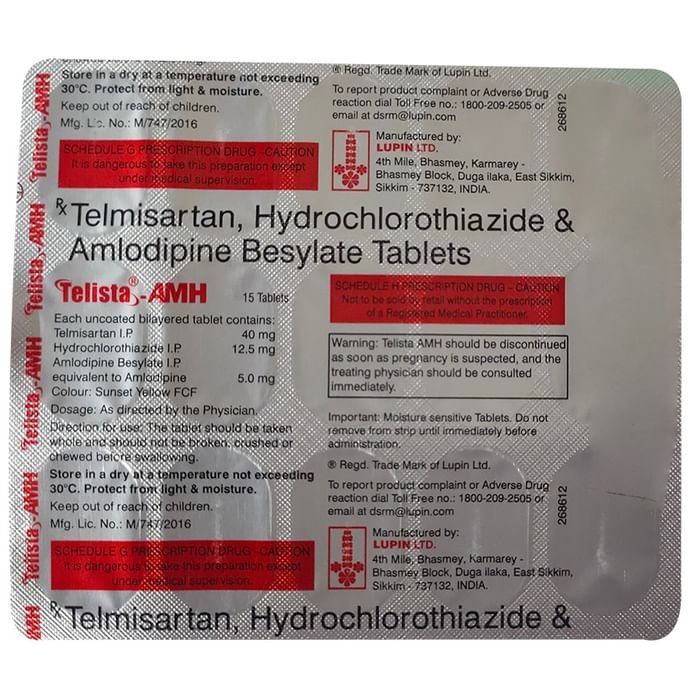 Telista-AMH
Telista-AMH
Telista-AMH
Telista-AMH
Telista-AMH
AMH
Store in a dry at a temperature not exceeding
30°C. Protect from light & moisture.
Keep out of reach of children.
Mfg. Lic. No.: M/747/2016
SCHEDULE G PRESCRIPTION DRUG - CAUTION
It is dangerous to take this preparation except
under medical supervision.
® Regd. Trade Mark of Lupin Ltd.
To report product complaint or Adverse Drug
reaction dial Toll Free no.: 1800-209-2505 or
email at dsrm@lupin.com
268612
Manufactured by:
LUPIN LTD.
4th Mile, Bhasmey, Karmarey -
Bhasmey Block, Duga ilaka, East Sikkim,
Sikkim - 737132, INDIA.
Rx Telmisartan, Hydrochlorothiazide &
Amlodipine Besylate Tablets
Telista®-AMH 15 Tablets
Each uncoated bilayered tablet contains:
Telmisartan I.P. 40 mg
Hydrochlorothiazide I.P. 12.5 mg
Amlodipine Besylate I.P.
equivalent to Amlodipine 5.0 mg
Colour: Sunset Yellow FCF
Dosage: As directed by the Physician.
Direction for use: The tablet should be taken
whole and should not be broken, crushed or
chewed before swallowing.
Store in a dry at a temperature not exceeding
30°C. Protect from light & moisture.
Keep out of reach of children.
Mfg. Lic. No.: M/747/2016
SCHEDULE G PRESCRIPTION DRUG - CAUTION
It is dangerous to take this preparation except
under medical supervision.
SCHEDULE H PRESCRIPTION DRUG - CAUTION
Not to be sold by retail without the prescription
of a Registered Medical Practitioner.
Warning: Telista AMH should be discontinued
as soon as pregnancy is suspected, and the
treating physician should be consulted
immediately.
Important: Moisture sensitive Tablets. Do not
remove from strip until immediately before
administration.
® Regd. Trade Mark of Lupin Ltd.
To report product complaint or Adverse Drug
reaction dial Toll Free no.: 1800-209-2505 or
email at dsrm@lupin.com
268612
Manufactured by:
LUPIN LTD.
4th Mile, Bhasmey, Karmarey -
Bhasmey Block, Duga ilaka, East Sikkim,
Sikkim - 737132, INDIA.
Rx Telmisartan, Hydrochlorothiazide &